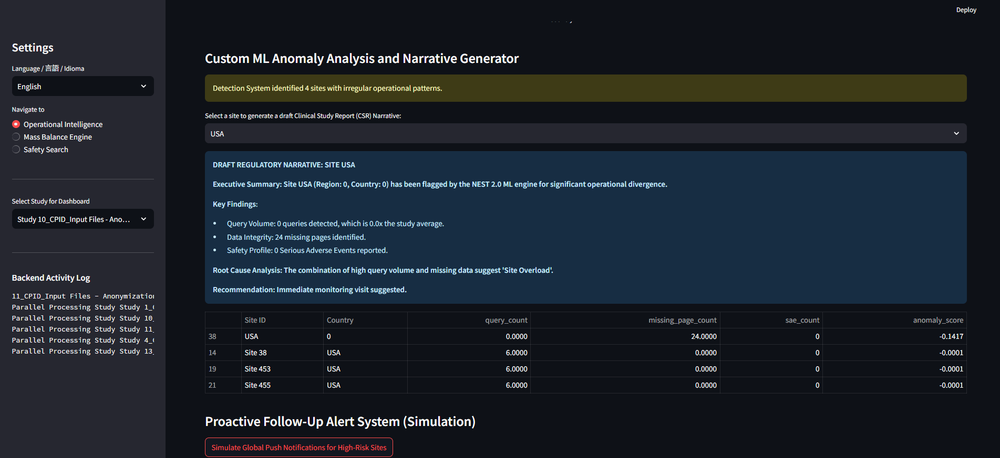 Deploy
Settings
Language / 言語 / Idioma
English
Navigate to
Operational Intelligence
Mass Balance Engine
Safety Search
Select Study for Dashboard
Study 10_CPID_Input Files - Ano...
Backend Activity Log
11_CPID_Input Files - Anonymization
Parallel Processing Study Study 1_
Parallel Processing Study Study 10_
Parallel Processing Study Study 11_
Parallel Processing Study Study 4_
Parallel Processing Study Study 13_
Custom ML Anomaly Analysis and Narrative Generator
Detection System identified 4 sites with irregular operational patterns.
Select a site to generate a draft Clinical Study Report (CSR) Narrative:
USA
DRAFT REGULATORY NARRATIVE: SITE USA
Executive Summary: Site USA (Region: 0, Country: 0) has been flagged by the NEST 2.0 ML engine for significant operational divergence.
Key Findings:
• Query Volume: 0 queries detected, which is 0.0x the study average.
• Data Integrity: 24 missing pages identified.
• Safety Profile: 0 Serious Adverse Events reported.
Root Cause Analysis: The combination of high query volume and missing data suggest 'Site Overload'.
Recommendation: Immediate monitoring visit suggested.
Site ID Country query_count missing_page_count sae_count anomaly_score
38 USA 0 0.0000 24.0000 0 -0.1417
14 Site 38 USA 6.0000 0.0000 0 -0.0001
19 Site 453 USA 6.0000 0.0000 0 -0.0001
21 Site 455 USA 6.0000 0.0000 0 -0.0001
Proactive Follow-Up Alert System (Simulation)
Simulate Global Push Notifications for High-Risk Sites